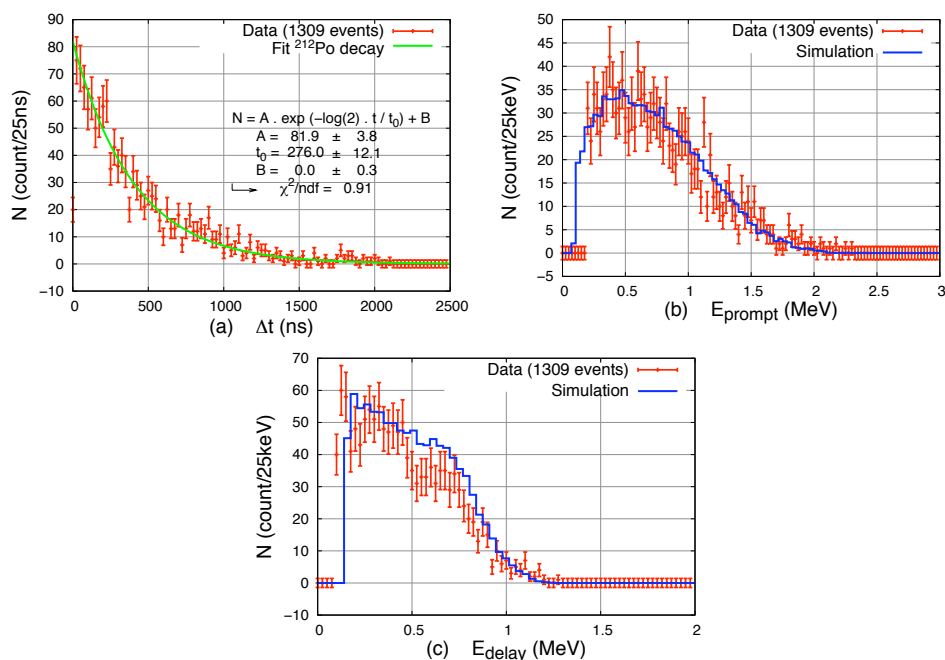 Data (1309 events)
Fit ²¹²Po decay
N = A . exp (−log(2) . t / t₀) + B
A = 81.9 ± 3.8
t₀ = 276.0 ± 12.1
B = 0.0 ± 0.3
χ²/ndf = 0.91
N (count/25ns)
90
80
70
60
50
40
30
20
10
0
−10
0 500 1000 1500 2000 2500
(a) Δt (ns)
Data (1309 events)
Simulation
N (count/25keV)
50
45
40
35
30
25
20
15
10
5
0
−5
0 0.5 1 1.5 2 2.5 3
(b) E_prompt (MeV)
Data (1309 events)
Simulation
N (count/25keV)
70
60
50
40
30
20
10
0
−10
0 0.5 1 1.5 2
(c) E_delay (MeV)